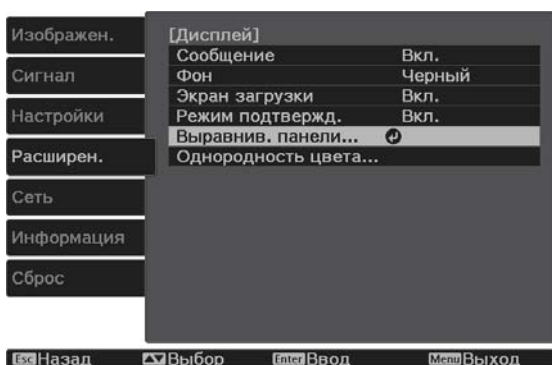 Изображен.
Сигнал
Настройки
Расширен.
Сеть
Информация
Сброс
[Дисплей]
Сообщение Вкл.
Фон Черный
Экран загрузки Вкл.
Режим подтвержд. Вкл.
Выравнив. панели...
Однородность цвета...
Esc Назад Выбор Enter Ввод Menu Выход